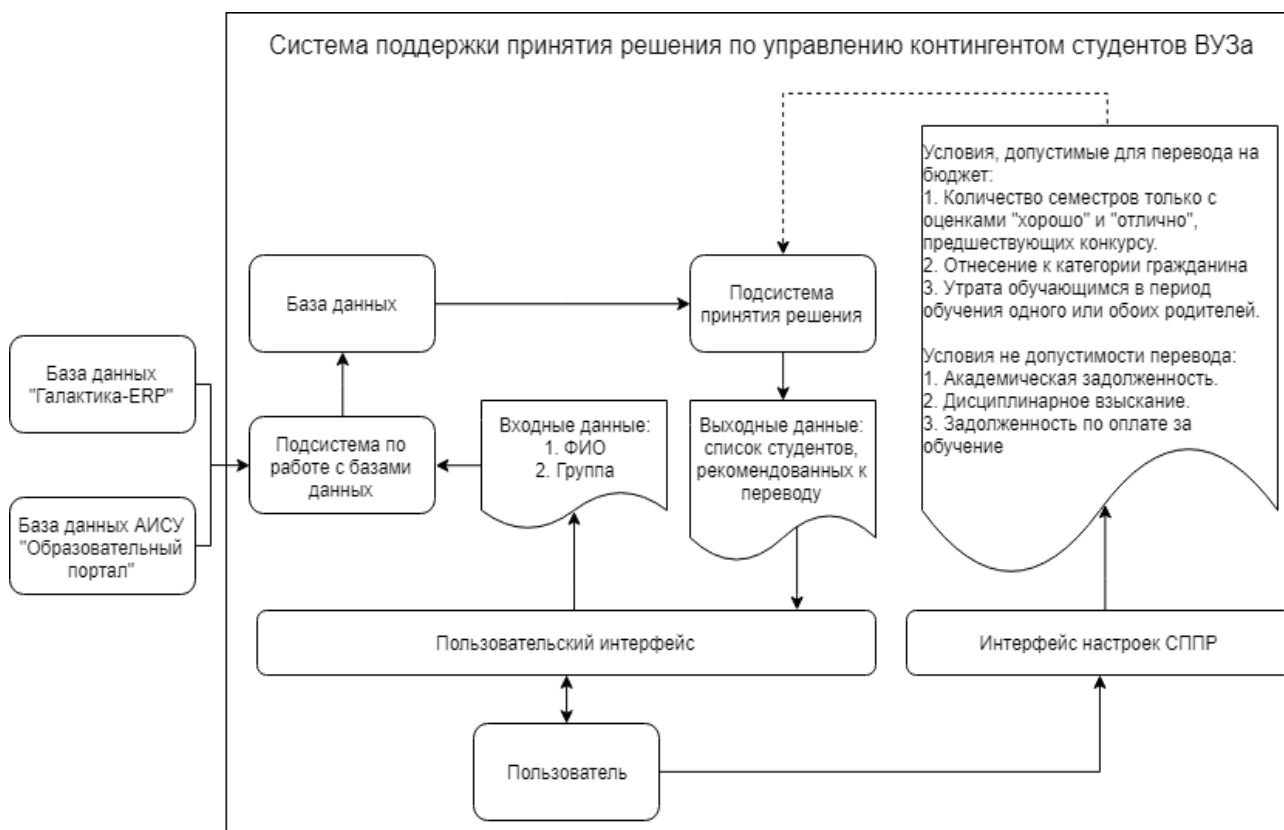 Система поддержки принятия решения по управлению контингентом студентов ВУЗа
Условия, допустимые для перевода на
бюджет:
1. Количество семестров только с
оценками "хорошо" и "отлично",
предшествующих конкурсу.
2. Отнесение к категории гражданина
3. Утрата обучающимся в период
обучения одного или обоих родителей.
Условия не допустимости перевода:
1. Академическая задолженность.
2. Дисциплинарное взыскание.
3. Задолженность по оплате за
обучение
База данных
Подсистема
принятия решения
База данных
"Галактика-ERP"
Подсистема по
работе с базами
данных
Входные данные:
1. ФИО
2. Группа
Выходные данные:
список студентов,
рекомендованных к
переводу
База данных АИСУ
"Образовательный
портал"
Пользовательский интерфейс
Интерфейс настроек СППР
Пользователь